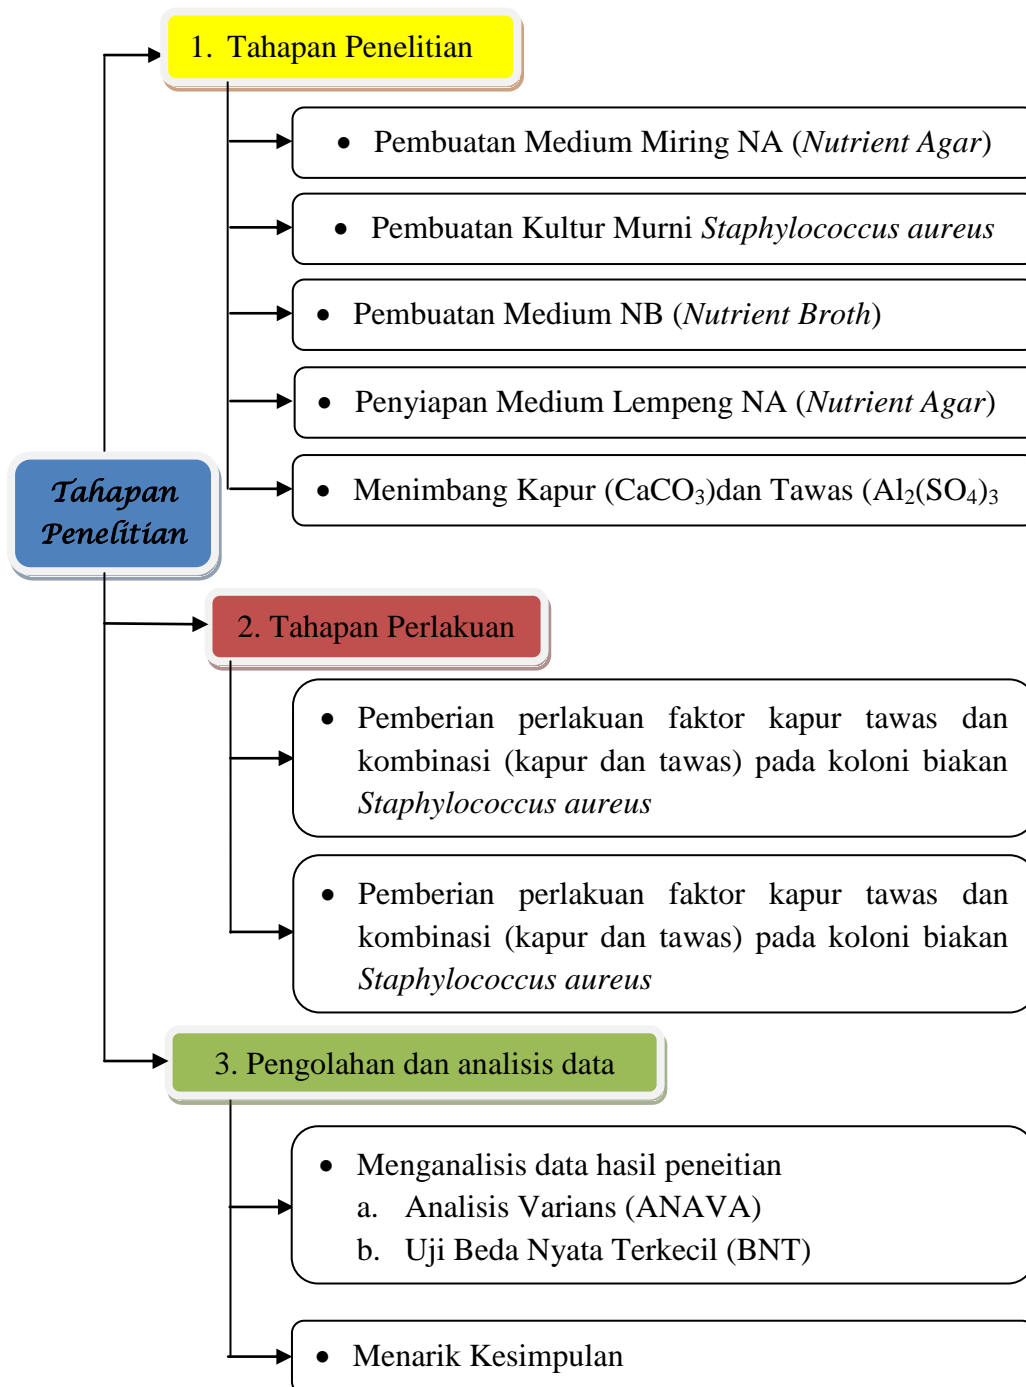 1. Tahapan Penelitian
• Pembuatan Medium Miring NA (Nutrient Agar)
• Pembuatan Kultur Murni Staphylococcus aureus
• Pembuatan Medium NB (Nutrient Broth)
• Penyiapan Medium Lempeng NA (Nutrient Agar)
• Menimbang Kapur (CaCO₃)dan Tawas (Al₂(SO₄)₃
Tahapan
Penelitian
2. Tahapan Perlakuan
• Pemberian perlakuan faktor kapur tawas dan
kombinasi (kapur dan tawas) pada koloni biakan
Staphylococcus aureus
• Pemberian perlakuan faktor kapur tawas dan
kombinasi (kapur dan tawas) pada koloni biakan
Staphylococcus aureus
3. Pengolahan dan analisis data
• Menganalisis data hasil peneitian
a. Analisis Varians (ANAVA)
b. Uji Beda Nyata Terkecil (BNT)
• Menarik Kesimpulan